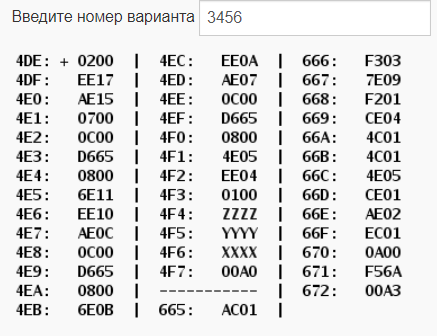 Введите номер варианта 3456
4DE: + 0200 | 4EC: EE0A | 666: F303
4DF: EE17 | 4ED: AE07 | 667: 7E09
4E0: AE15 | 4EE: 0C00 | 668: F201
4E1: 0700 | 4EF: D665 | 669: CE04
4E2: 0C00 | 4F0: 0800 | 66A: 4C01
4E3: D665 | 4F1: 4E05 | 66B: 4C01
4E4: 0800 | 4F2: EE04 | 66C: 4E05
4E5: 6E11 | 4F3: 0100 | 66D: CE01
4E6: EE10 | 4F4: ZZZZ | 66E: AE02
4E7: AE0C | 4F5: YYYY | 66F: EC01
4E8: 0C00 | 4F6: XXXX | 670: 0A00
4E9: D665 | 4F7: 00A0 | 671: F56A
4EA: 0800 | ----------- | 672: 00A3
4EB: 6E0B | 665: AC01 |